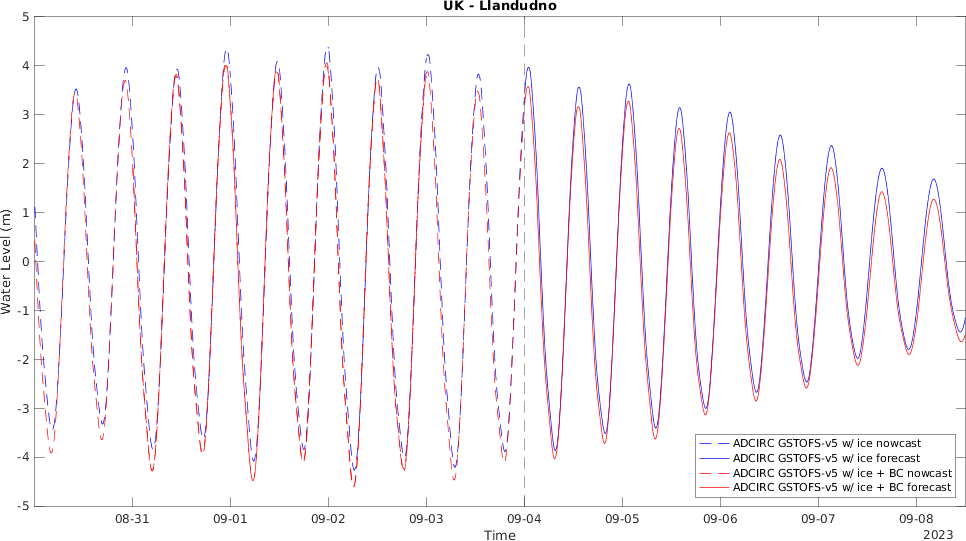 UK - Llandudno
5
4
3
2
1
0
-1
-2
-3
-4
-5
Water Level (m)
08-31 09-01 09-02 09-03 09-04 09-05 09-06 09-07 09-08
Time
2023
ADCIRC GSTOFS-v5 w/ ice nowcast
ADCIRC GSTOFS-v5 w/ ice forecast
ADCIRC GSTOFS-v5 w/ ice + BC nowcast
ADCIRC GSTOFS-v5 w/ ice + BC forecast